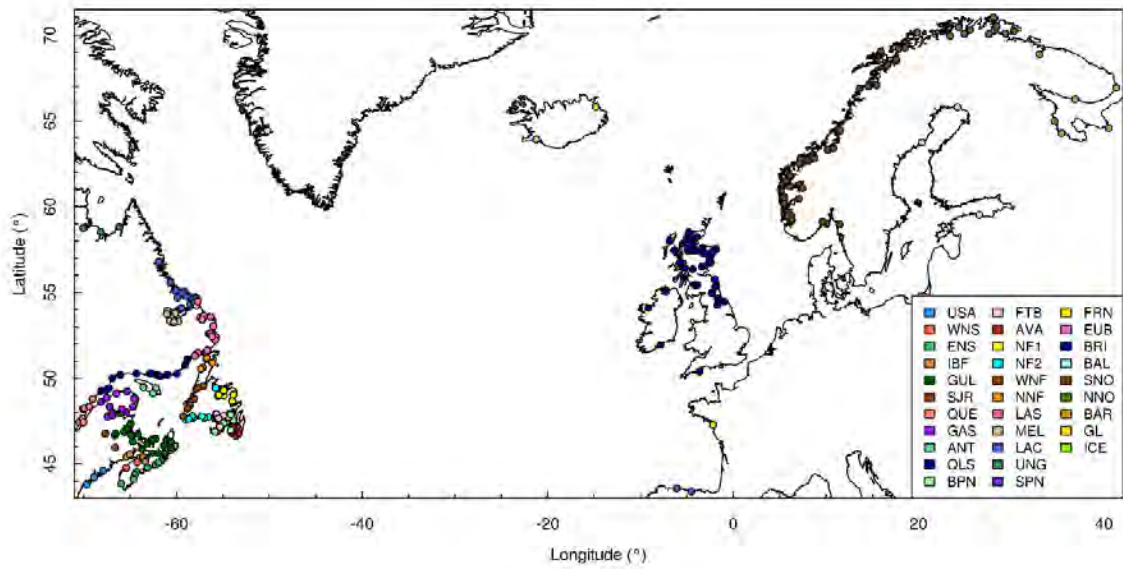 70
65
60
55
50
45
Latitude (°)
-60
-40
-20
0
20
40
Longitude (°)
USA FTB FRN
WNS AVA EUB
ENS NF1 BRI
IBF NF2 BAL
GUL WNF SNO
SJR NNF NNO
QUE LAS BAR
GAS MEL GL
ANT LAC ICE
QLS UNG
BPN SPN